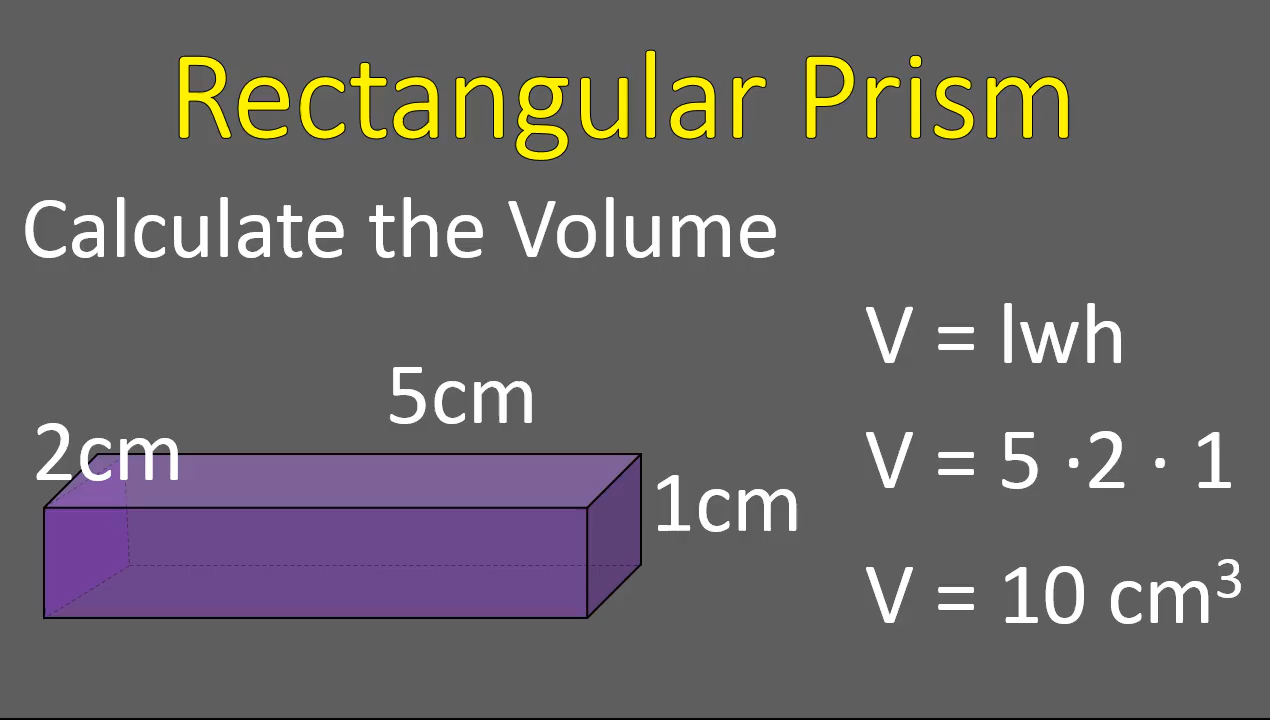 Rectangular Prism
Calculate the Volume
V = lwh
5cm
2cm
V = 5 ·2 · 1
1cm
V = 10 cm³